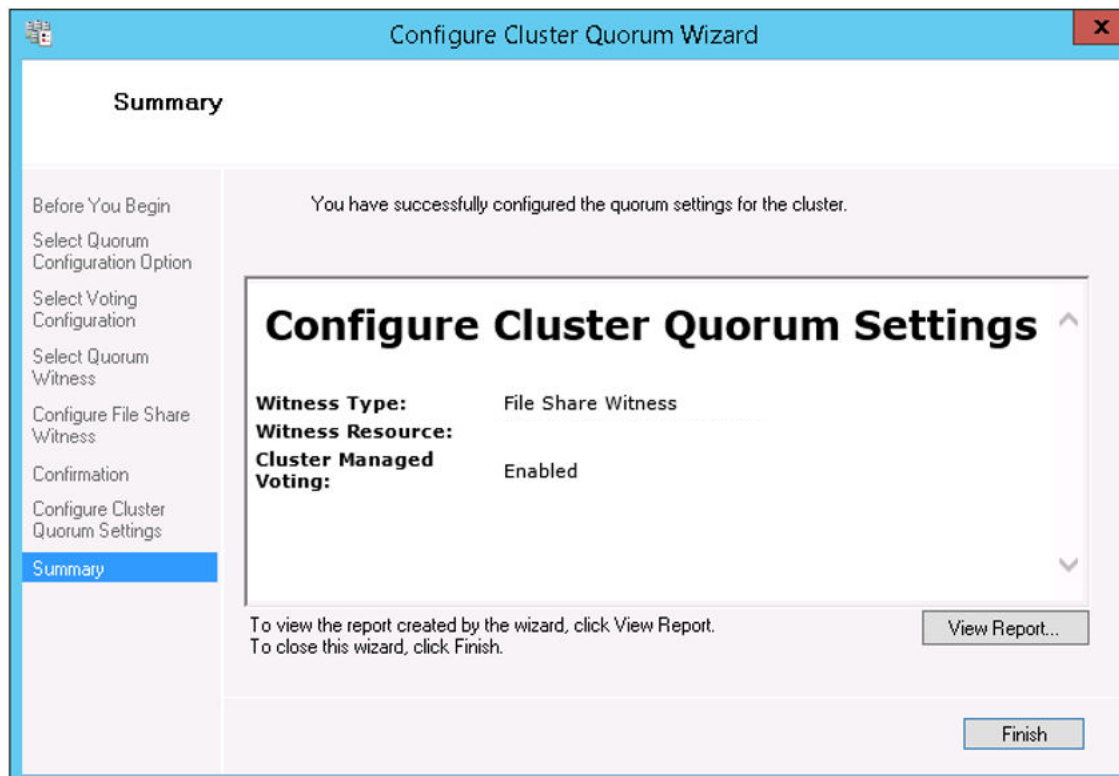 Configure Cluster Quorum Wizard
x
Summary
Before You Begin
Select Quorum
Configuration Option
Select Voting
Configuration
Select Quorum
Witness
Configure File Share
Witness
Confirmation
Configure Cluster
Quorum Settings
Summary
You have successfully configured the quorum settings for the cluster.
Configure Cluster Quorum Settings
Witness Type: File Share Witness
Witness Resource:
Cluster Managed
Voting: Enabled
To view the report created by the wizard, click View Report.
To close this wizard, click Finish.
View Report...
Finish